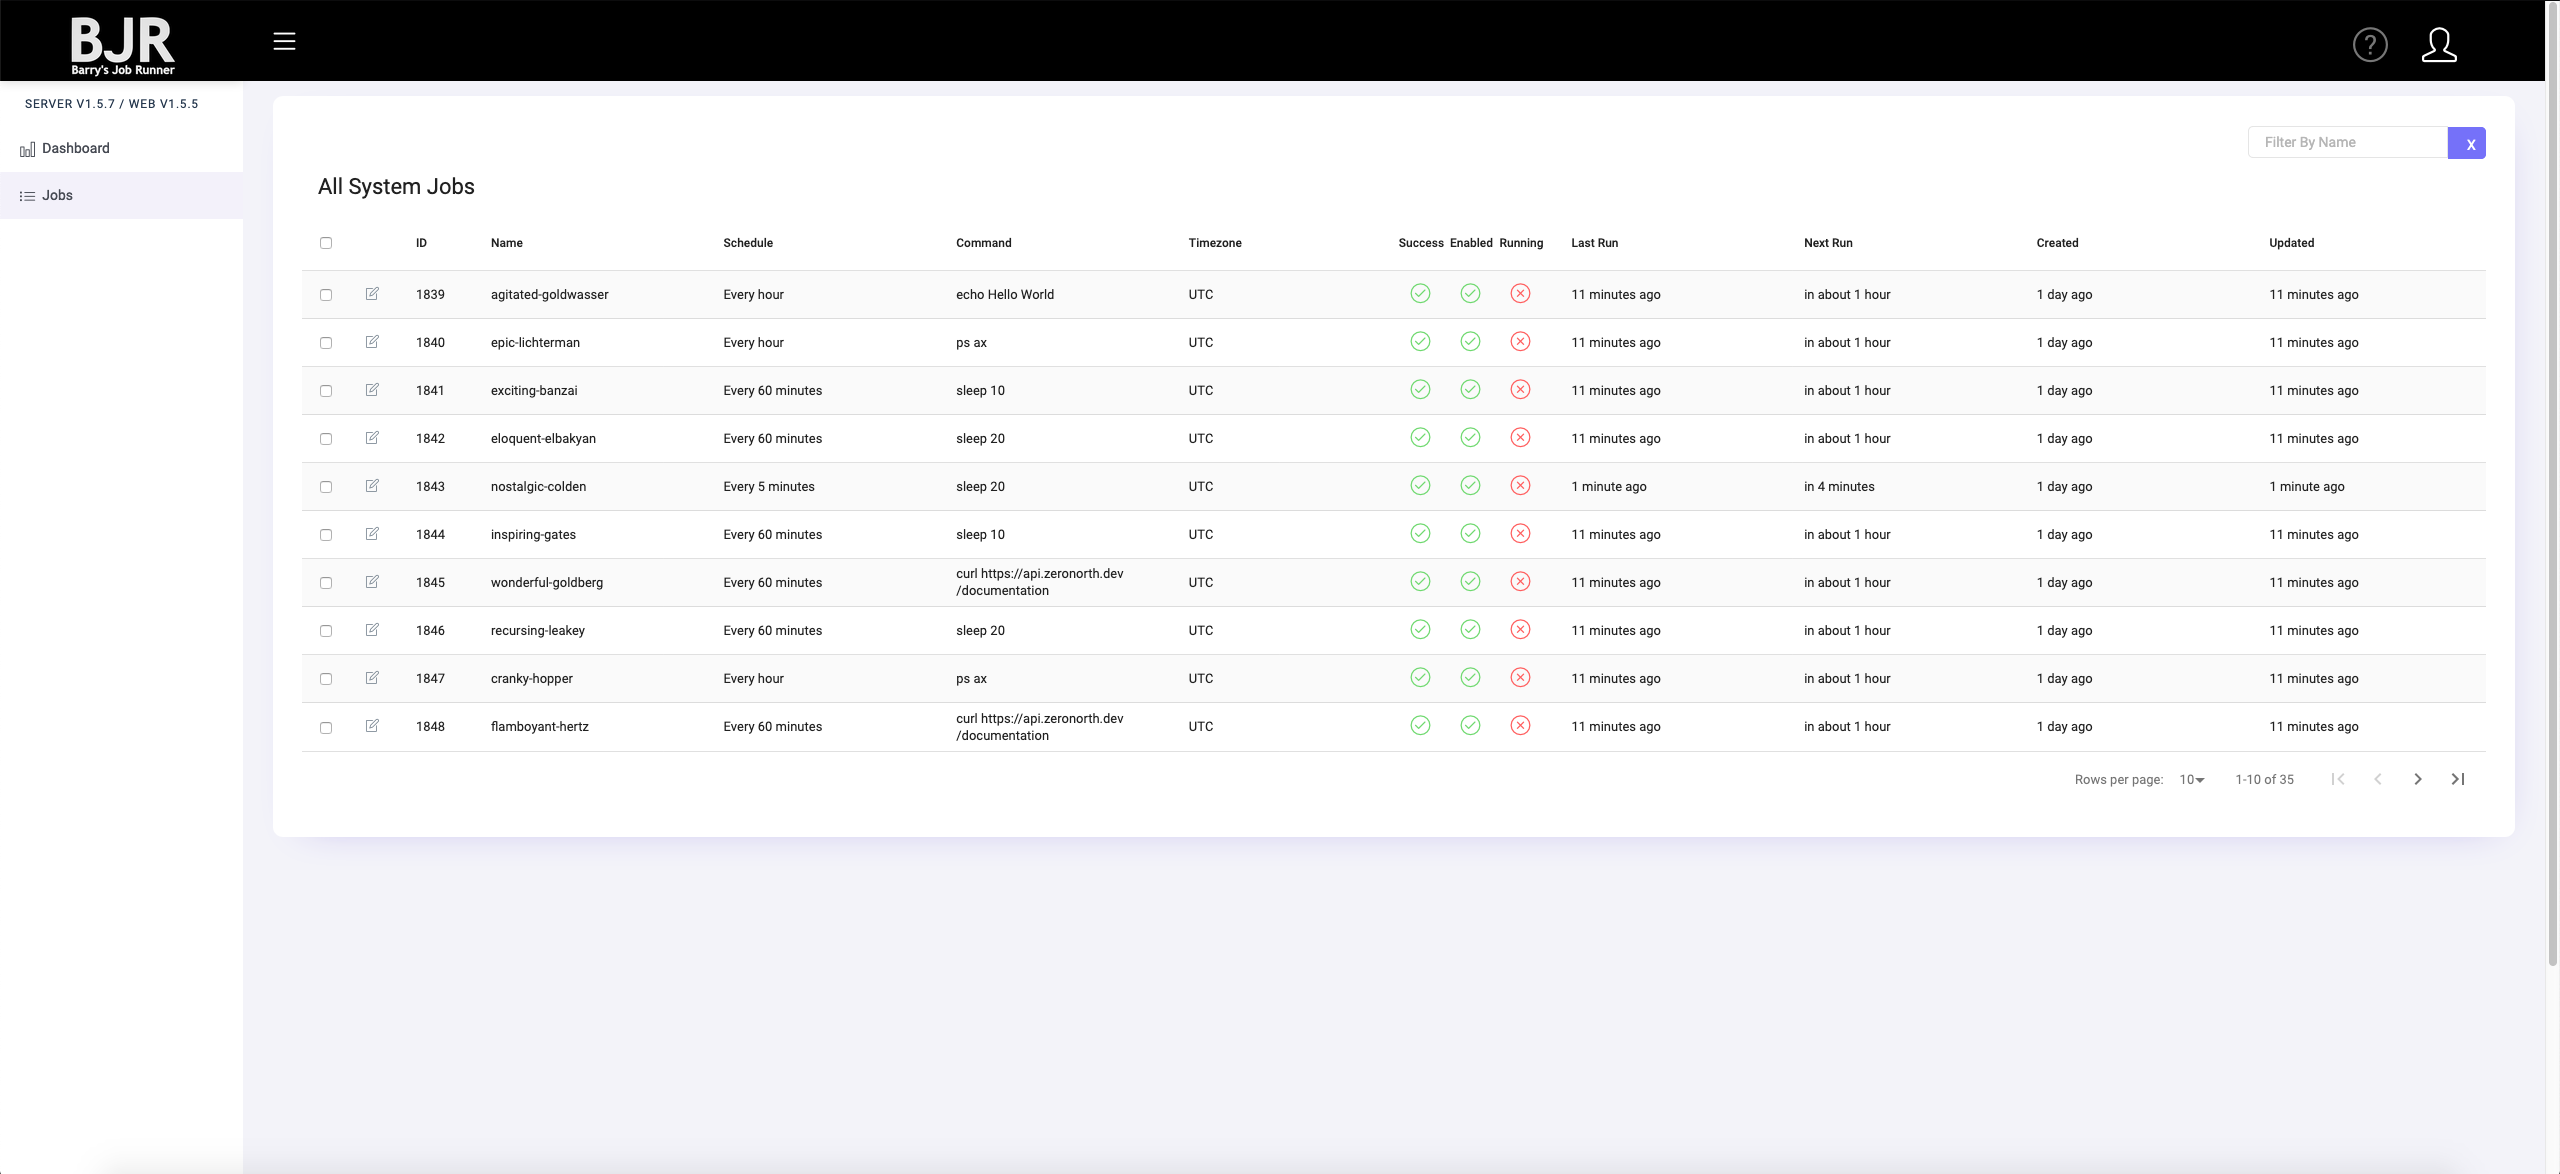 BJR
Barry's Job Runner
?
SERVER V1.5.7 / WEB V1.5.5
Dashboard
Jobs
Filter By Name X
All System Jobs
ID Name Schedule Command Timezone Success Enabled Running Last Run Next Run Created Updated
1839 agitated-goldwasser Every hour echo Hello World UTC 11 minutes ago in about 1 hour 1 day ago 11 minutes ago
1840 epic-lichterman Every hour ps ax UTC 11 minutes ago in about 1 hour 1 day ago 11 minutes ago
1841 exciting-banzai Every 60 minutes sleep 10 UTC 11 minutes ago in about 1 hour 1 day ago 11 minutes ago
1842 eloquent-elbakyan Every 60 minutes sleep 20 UTC 11 minutes ago in about 1 hour 1 day ago 11 minutes ago
1843 nostalgic-colden Every 5 minutes sleep 20 UTC 1 minute ago in 4 minutes 1 day ago 1 minute ago
1844 inspiring-gates Every 60 minutes sleep 10 UTC 11 minutes ago in about 1 hour 1 day ago 11 minutes ago
1845 wonderful-goldberg Every 60 minutes curl https://api.zeronorth.dev
/documentation UTC 11 minutes ago in about 1 hour 1 day ago 11 minutes ago
1846 recursing-leakey Every 60 minutes sleep 20 UTC 11 minutes ago in about 1 hour 1 day ago 11 minutes ago
1847 cranky-hopper Every hour ps ax UTC 11 minutes ago in about 1 hour 1 day ago 11 minutes ago
1848 flamboyant-hertz Every 60 minutes curl https://api.zeronorth.dev
/documentation UTC 11 minutes ago in about 1 hour 1 day ago 11 minutes ago
Rows per page: 10 1-10 of 35